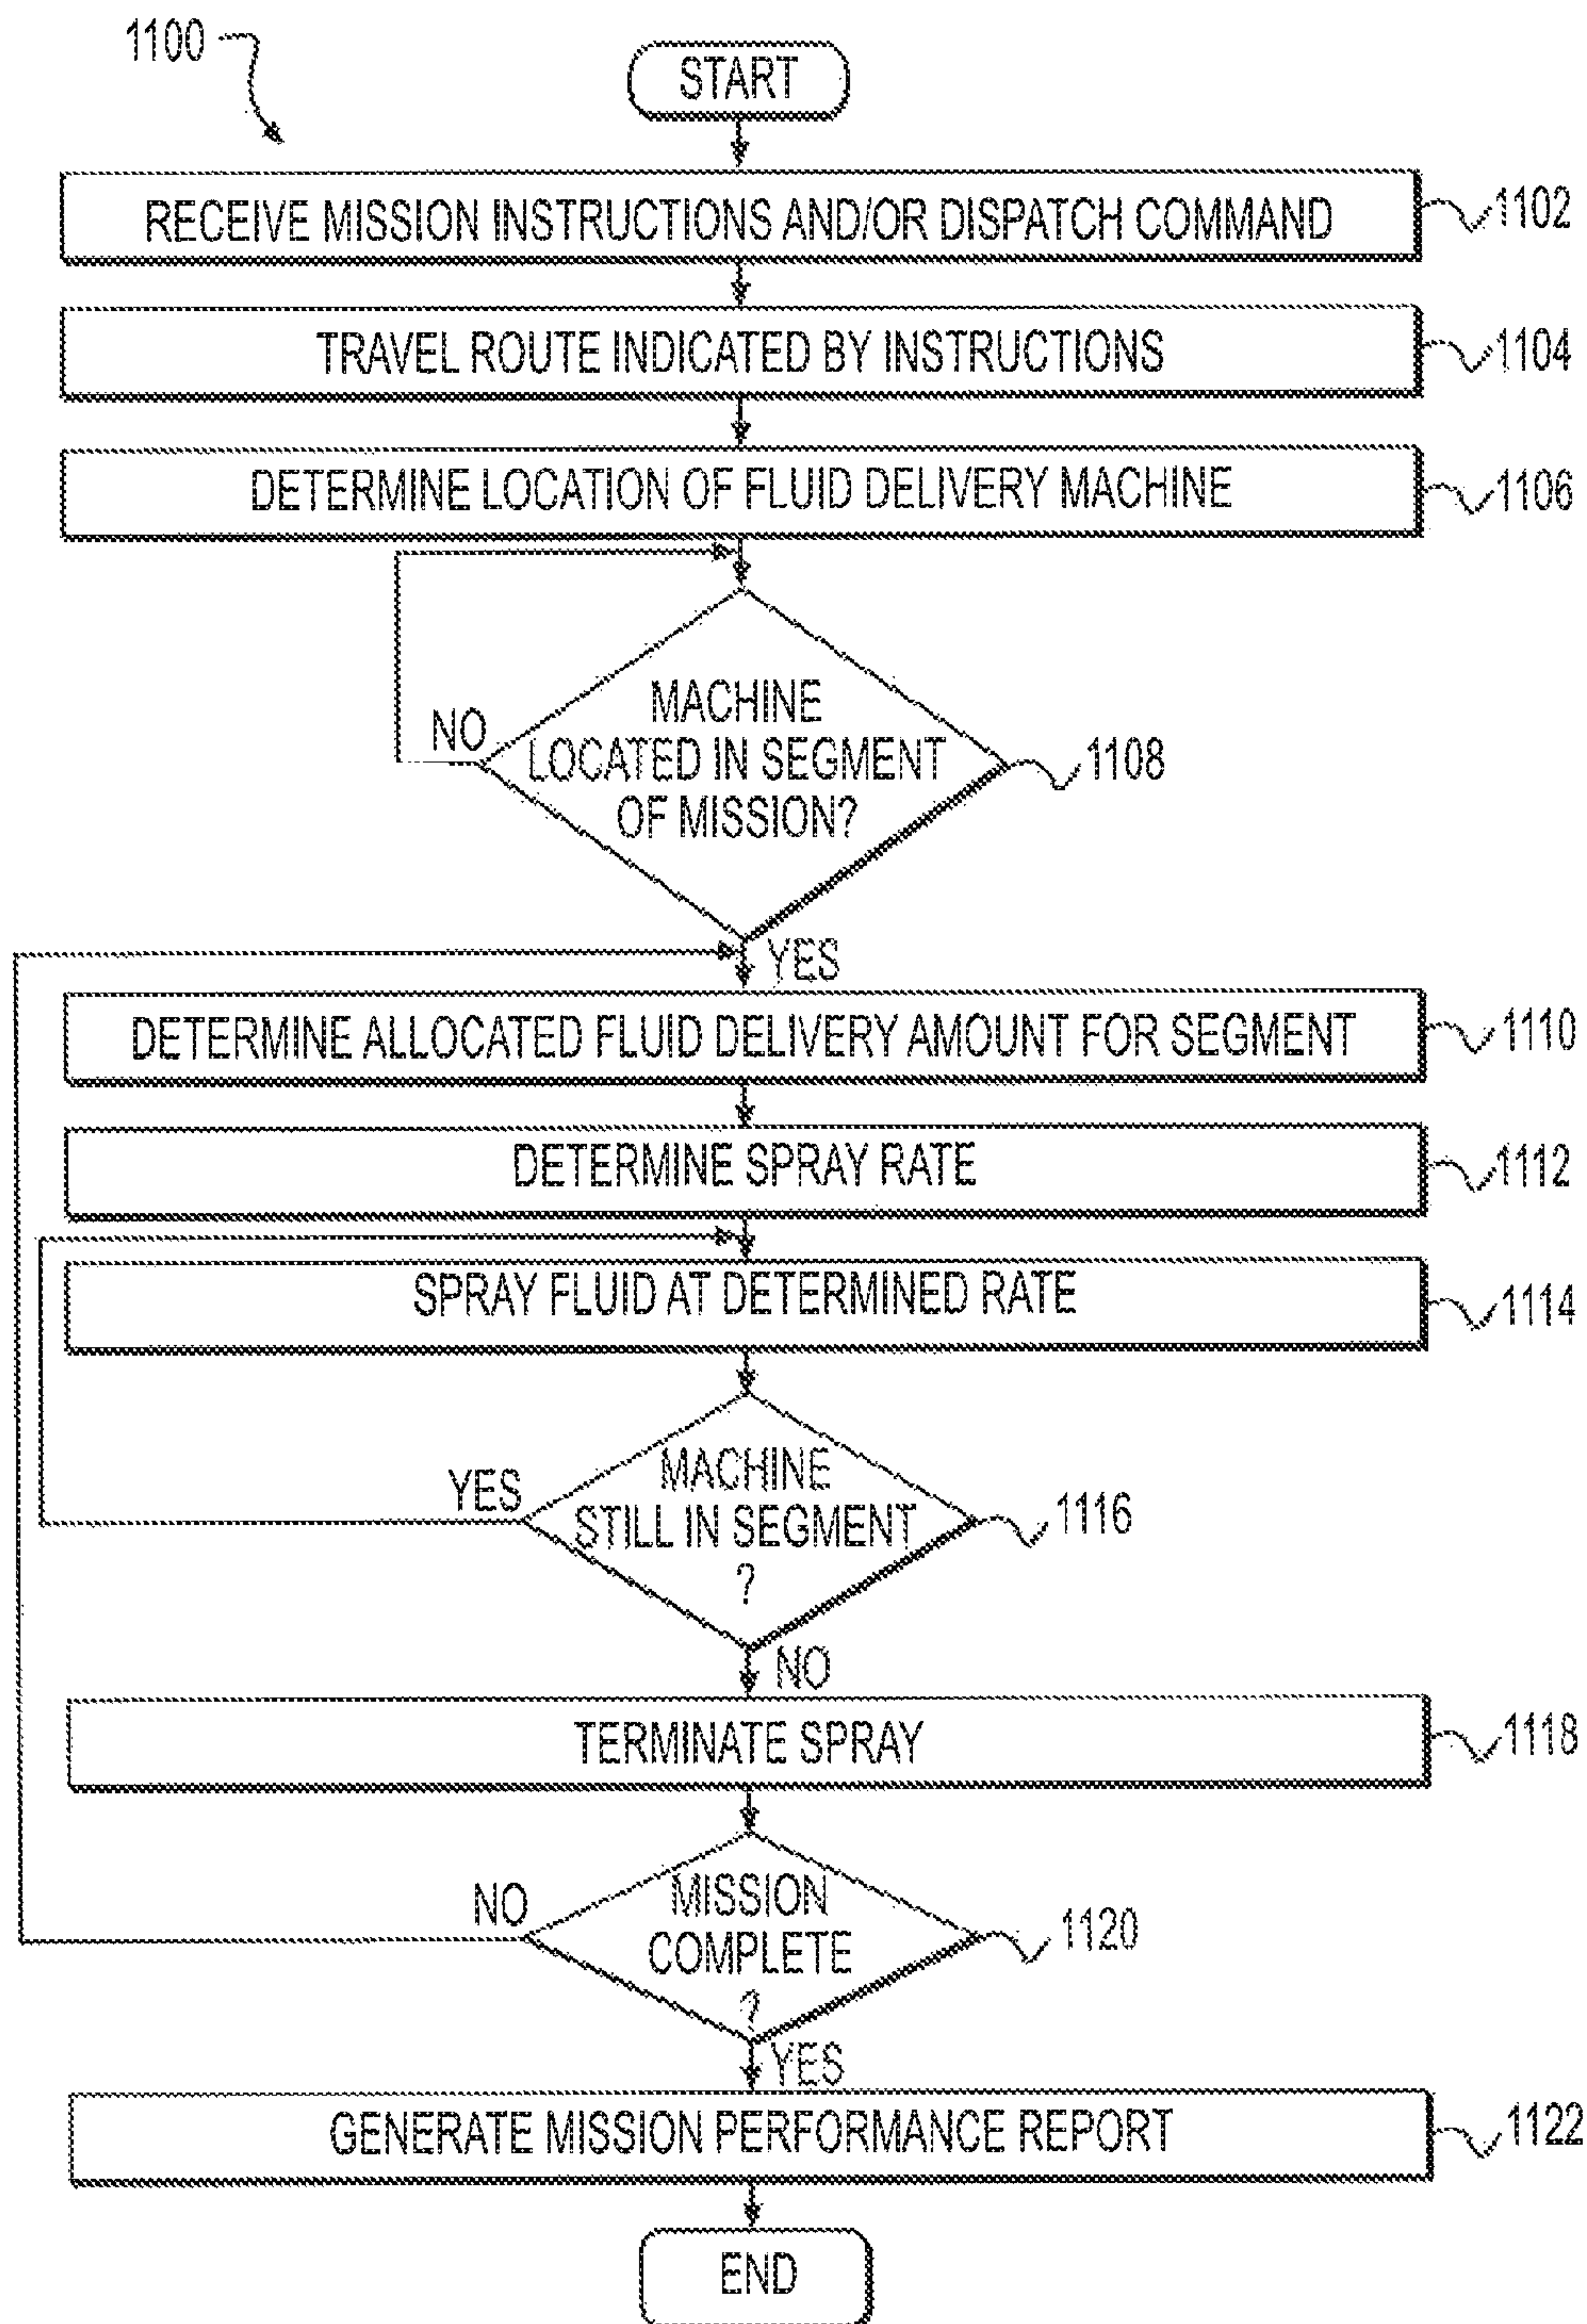 1100
START
RECEIVE MISSION INSTRUCTIONS AND/OR DISPATCH COMMAND
1102
TRAVEL ROUTE INDICATED BY INSTRUCTIONS
1104
DETERMINE LOCATION OF FLUID DELIVERY MACHINE
1106
MACHINE
LOCATED IN SEGMENT
OF MISSION?
NO
1108
YES
DETERMINE ALLOCATED FLUID DELIVERY AMOUNT FOR SEGMENT
1110
DETERMINE SPRAY RATE
1112
SPRAY FLUID AT DETERMINED RATE
1114
MACHINE
STILL IN SEGMENT
?
YES
1116
NO
TERMINATE SPRAY
1118
MISSION
COMPLETE
?
NO
1120
YES
GENERATE MISSION PERFORMANCE REPORT
1122
END